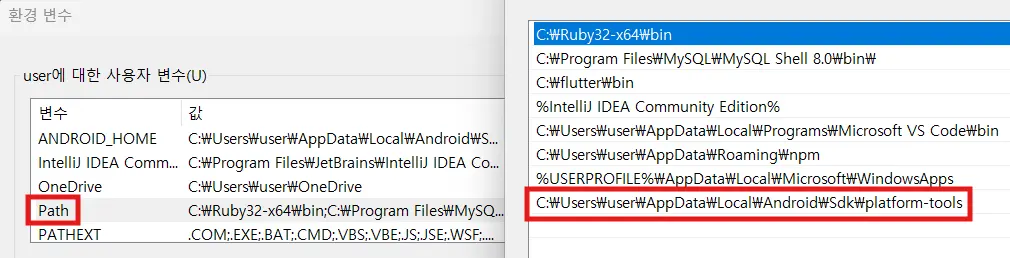 환경 변수
user에 대한 사용자 변수(U)
변수 값
ANDROID_HOME C:₩Users₩user₩AppData₩Local₩Android₩S...
IntelliJ IDEA Comm... C:₩Program Files₩JetBrains₩IntelliJ IDEA Co...
OneDrive C:₩Users₩user₩OneDrive
Path C:₩Ruby32-x64₩bin;C:₩Program Files₩MySQ...
PATHEXT .COM;.EXE;.BAT;.CMD;.VBS;.VBE;.JS;.JSE;.WSF;....
C:₩Ruby32-x64₩bin
C:₩Program Files₩MySQL₩MySQL Shell 8.0₩bin₩
C:₩flutter₩bin
%IntelliJ IDEA Community Edition%
C:₩Users₩user₩AppData₩Local₩Programs₩Microsoft VS Code₩bin
C:₩Users₩user₩AppData₩Roaming₩npm
%USERPROFILE%₩AppData₩Local₩Microsoft₩WindowsApps
C:₩Users₩user₩AppData₩Local₩Android₩Sdk₩platform-tools